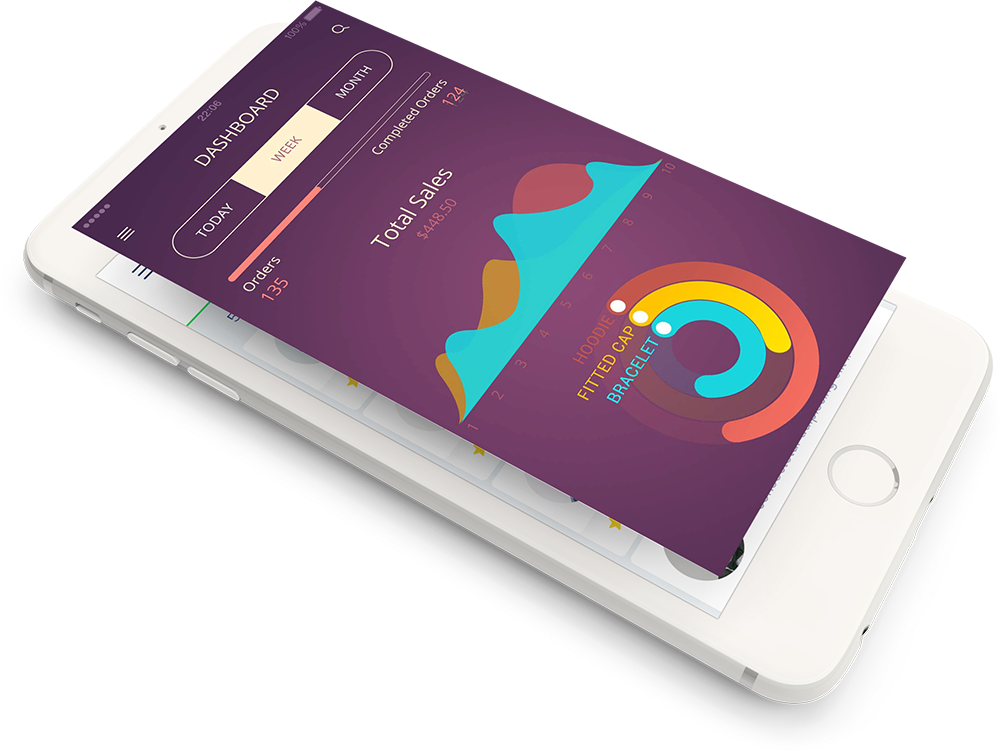 22:06
100%
DASHBOARD
TODAY
WEEK
MONTH
Orders
135
Completed Orders
124
Total Sales
$448.50
1 2 3 4 5 6 7 8 9 10
HOODIE
FITTED CAP
BRACELET